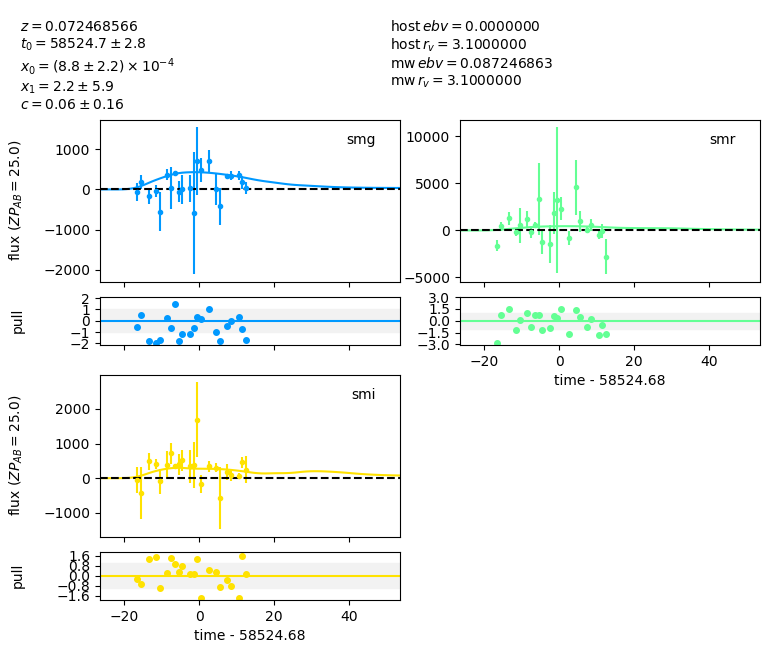 z = 0.072468566
t₀ = 58524.7 ± 2.8
x₀ = (8.8 ± 2.2) × 10⁻⁴
x₁ = 2.2 ± 5.9
c = 0.06 ± 0.16
host ebv = 0.0000000
host r_v = 3.1000000
mw ebv = 0.087246863
mw r_v = 3.1000000
smg
flux (ZP_AB = 25.0)
1000
0
−1000
−2000
smr
10000
5000
0
−5000
pull
2
1
0
−1
−2
3.0
1.5
0.0
−1.5
−3.0
−20 0 20 40
time - 58524.68
smi
flux (ZP_AB = 25.0)
2000
1000
0
−1000
pull
1.6
0.8
0.0
−0.8
−1.6
−20 0 20 40
time - 58524.68